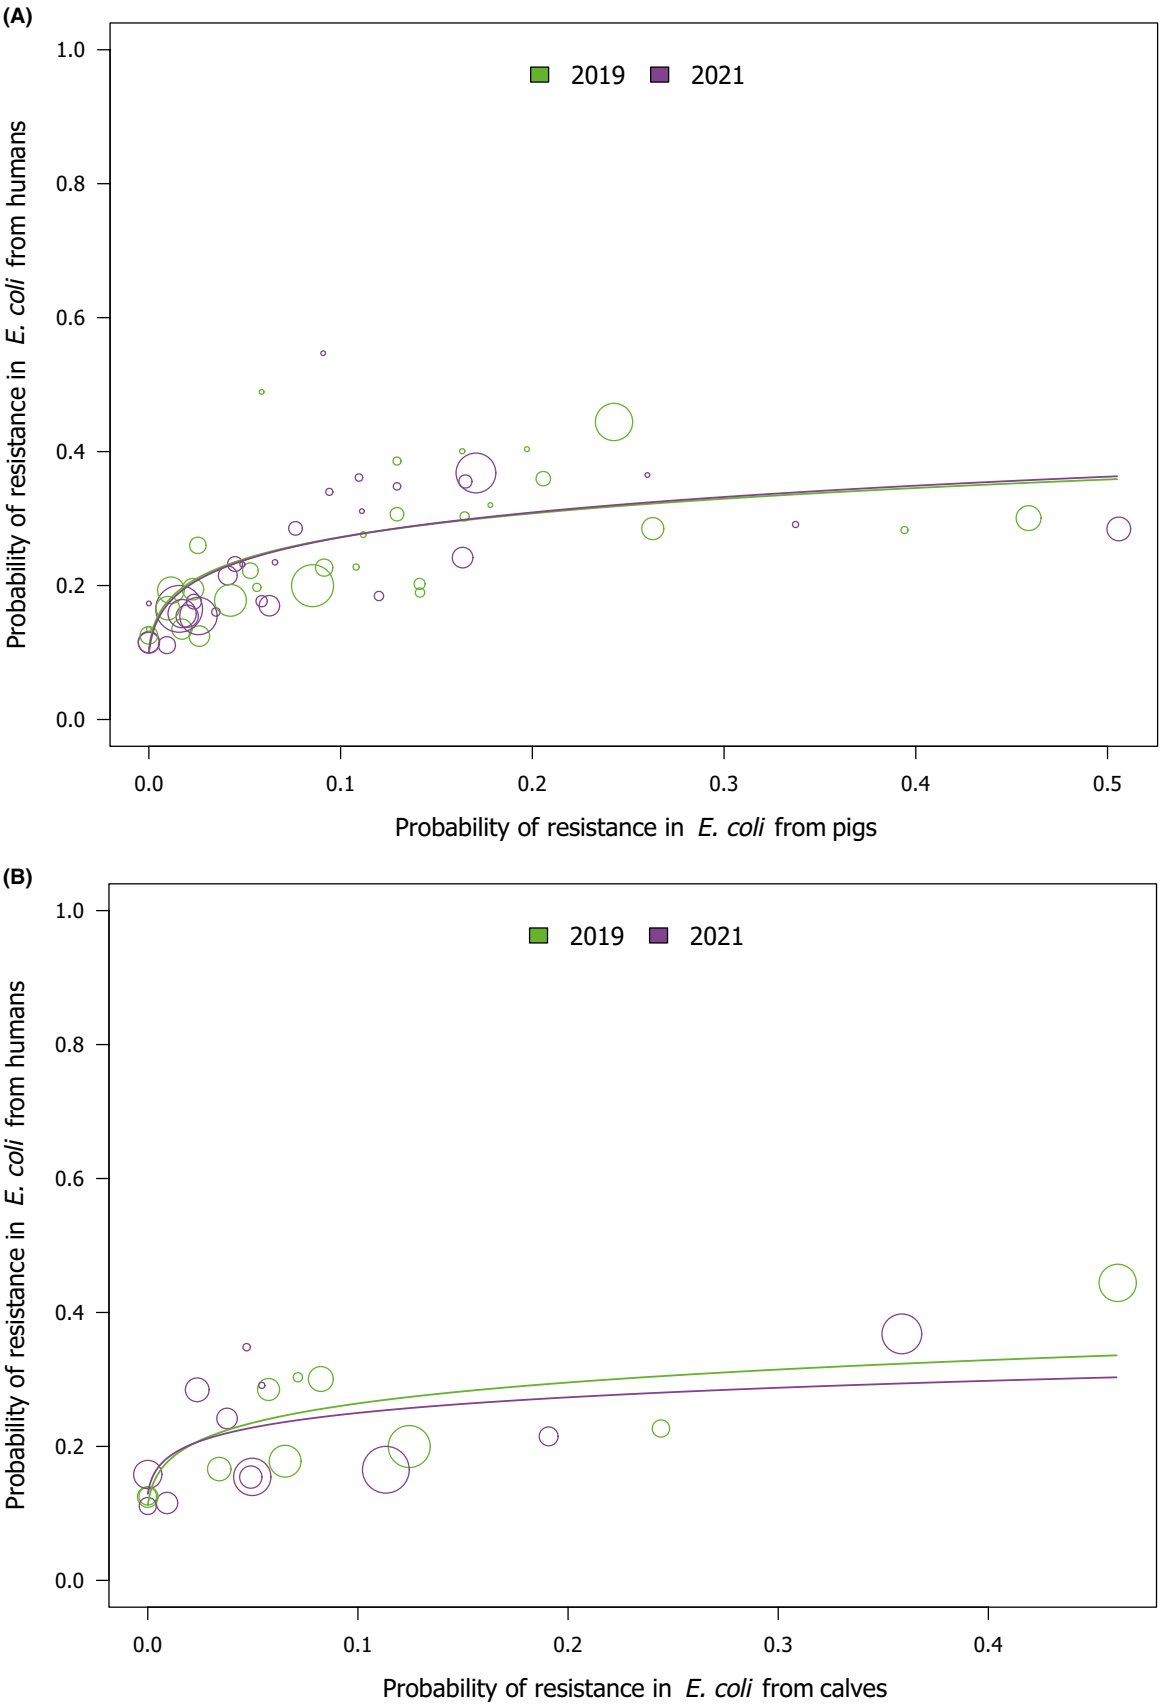 (A)
1.0
0.8
0.6
0.4
0.2
0.0
Probability of resistance in E. coli from humans
2019 2021
0.0 0.1 0.2 0.3 0.4 0.5
Probability of resistance in E. coli from pigs
(B)
1.0
0.8
0.6
0.4
0.2
0.0
Probability of resistance in E. coli from humans
2019 2021
0.0 0.1 0.2 0.3 0.4
Probability of resistance in E. coli from calves